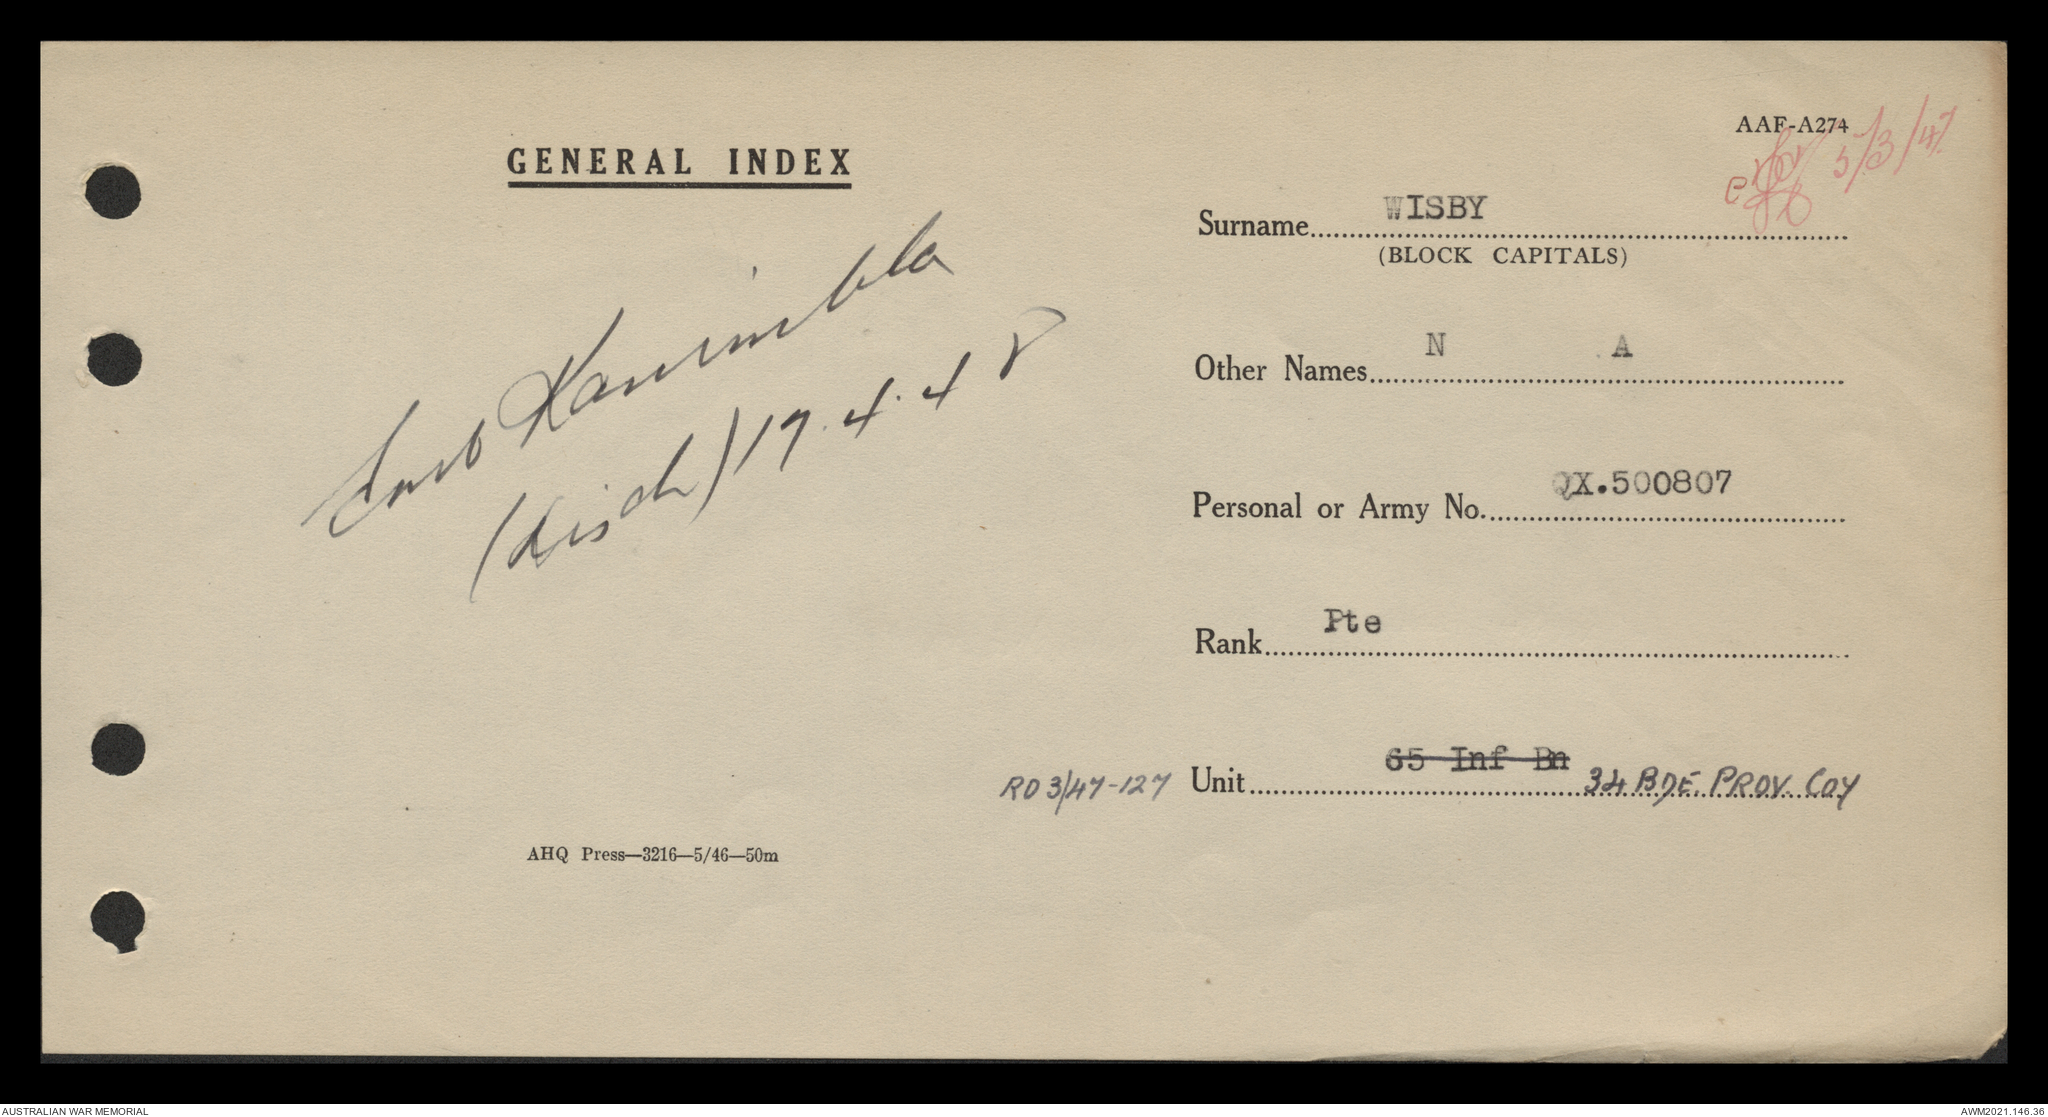 AAF-A274
5/3/47
GENERAL INDEX
Surname WISBY
(BLOCK CAPITALS)
Emb Kanimbla
(disch) 17.4.48
Other Names N A
Personal or Army No. QX.500807
Rank Pte
RO 3/47-127 Unit 65 Inf Bn 34 BDE. PROV. COY
AHQ Press—3216—5/46—50m
AUSTRALIAN WAR MEMORIAL
AWM2021.146.36